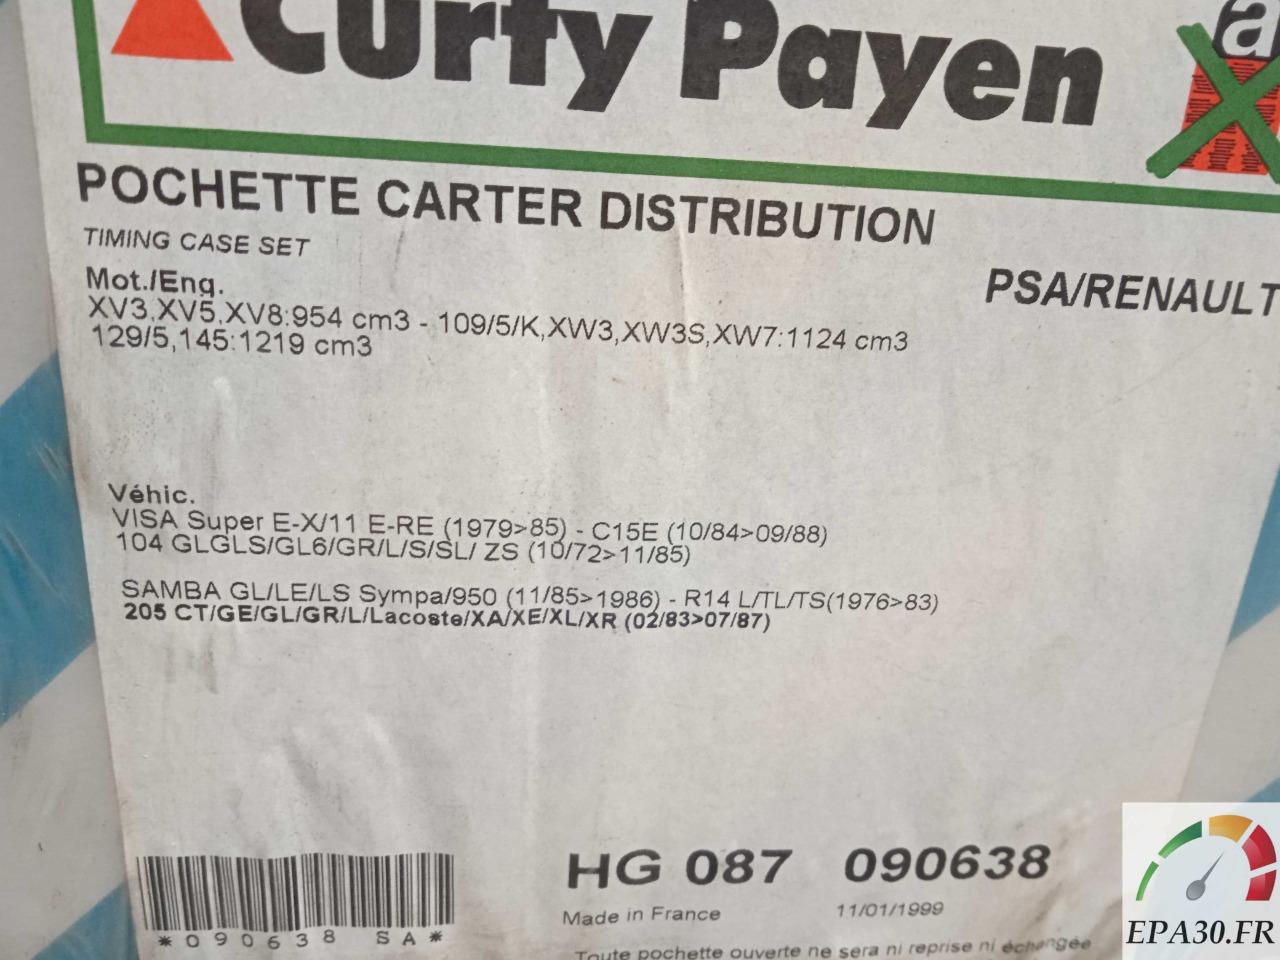 Curty Payen
a
POCHETTE CARTER DISTRIBUTION
TIMING CASE SET
PSA/RENAULT
Mot./Eng.
XV3,XV5,XV8:954 cm3 - 109/5/K,XW3,XW3S,XW7:1124 cm3
129/5,145:1219 cm3
Véhic.
VISA Super E-X/11 E-RE (1979>85) - C15E (10/84>09/88)
104 GLGLS/GL6/GR/L/S/SL/ ZS (10/72>11/85)
SAMBA GL/LE/LS Sympa/950 (11/85>1986) - R14 L/TL/TS(1976>83)
205 CT/GE/GL/GR/L/Lacoste/XA/XE/XL/XR (02/83>07/87)
HG 087 090638
Made in France 11/01/1999
*090638 SA*
Toute pochette ouverte ne sera ni reprise ni échangée
EPA30.FR